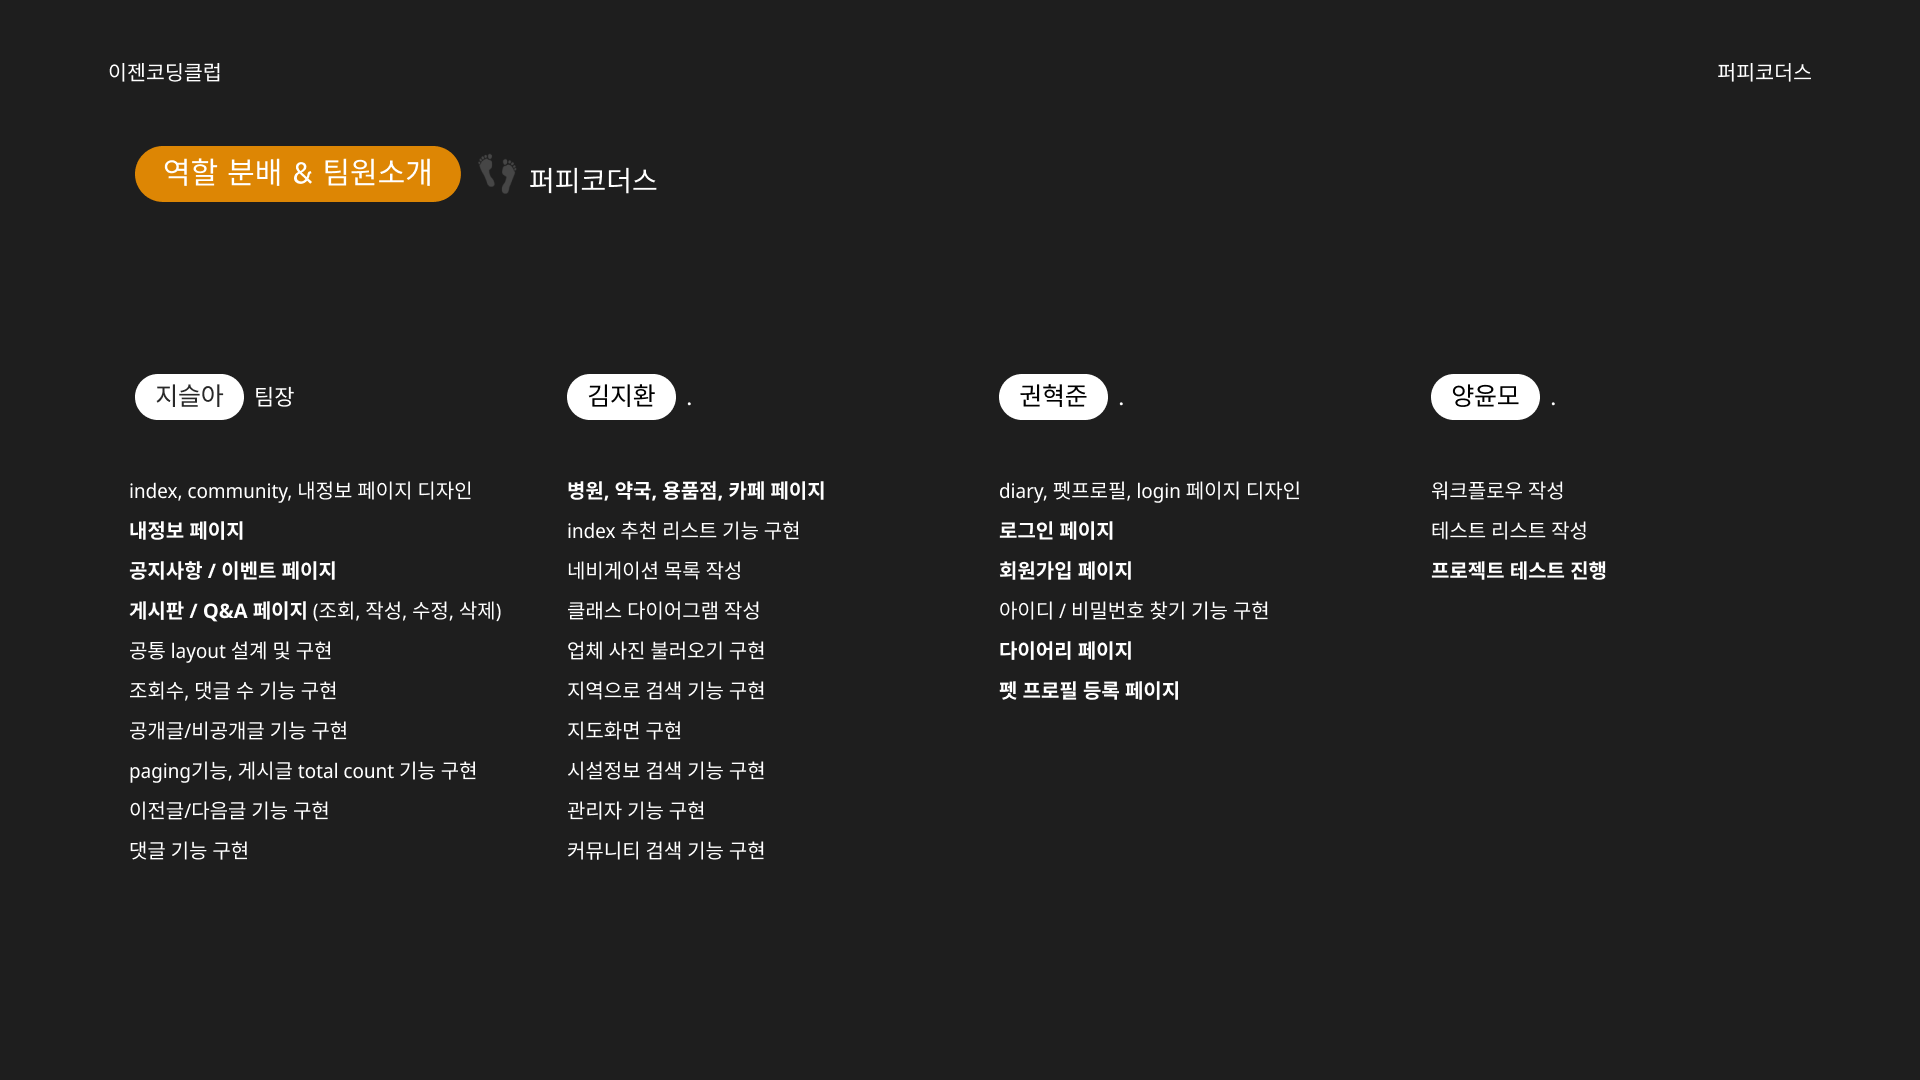 이젠코딩클럽
퍼피코더스
역할 분배 & 팀원소개
퍼피코더스
지슬아 팀장
index, community, 내정보 페이지 디자인
내정보 페이지
공지사항 / 이벤트 페이지
게시판 / Q&A 페이지 (조회, 작성, 수정, 삭제)
공통 layout 설계 및 구현
조회수, 댓글 수 기능 구현
공개글/비공개글 기능 구현
paging기능, 게시글 total count 기능 구현
이전글/다음글 기능 구현
댓글 기능 구현
김지환 .
병원, 약국, 용품점, 카페 페이지
index 추천 리스트 기능 구현
네비게이션 목록 작성
클래스 다이어그램 작성
업체 사진 불러오기 구현
지역으로 검색 기능 구현
지도화면 구현
시설정보 검색 기능 구현
관리자 기능 구현
커뮤니티 검색 기능 구현
권혁준 .
diary, 펫프로필, login 페이지 디자인
로그인 페이지
회원가입 페이지
아이디 / 비밀번호 찾기 기능 구현
다이어리 페이지
펫 프로필 등록 페이지
양윤모 .
워크플로우 작성
테스트 리스트 작성
프로젝트 테스트 진행